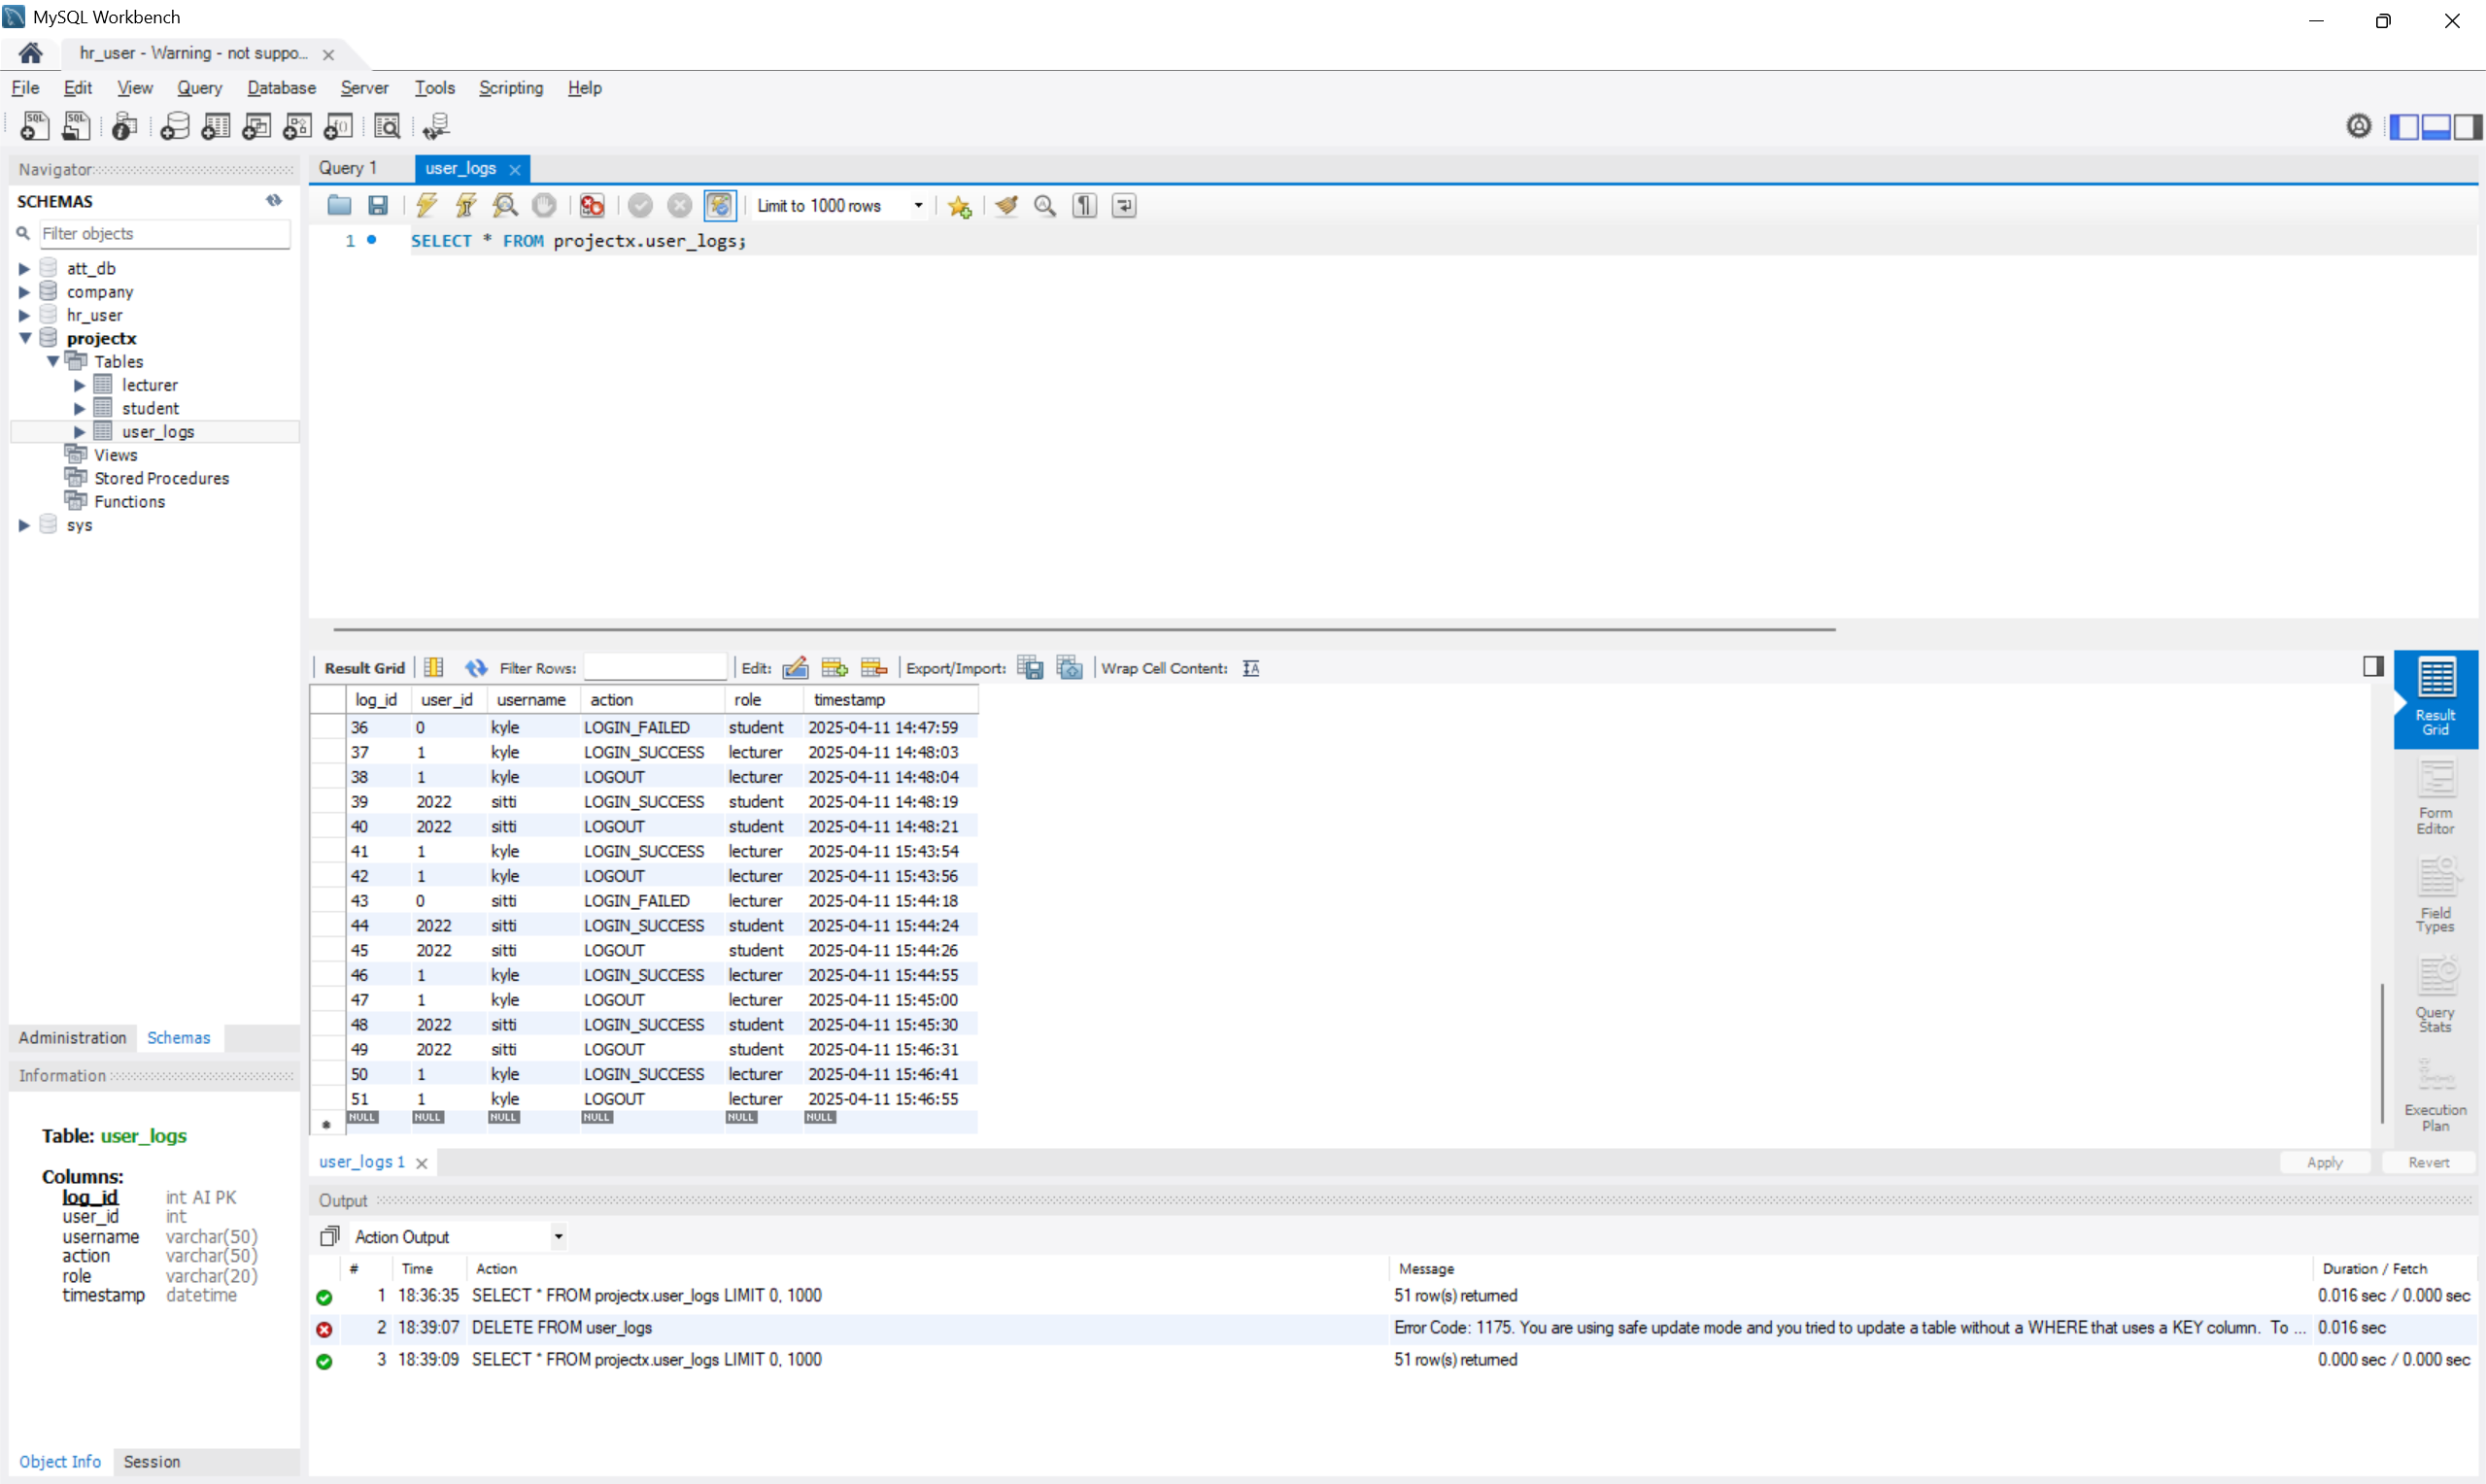 MySQL Workbench
hr_user - Warning - not suppo...
File Edit View Query Database Server Tools Scripting Help
Navigator
SCHEMAS
Filter objects
att_db
company
hr_user
projectx
Tables
lecturer
student
user_logs
Views
Stored Procedures
Functions
sys
Administration Schemas
Information
Table: user_logs
Columns:
log_id int AI PK
user_id int
username varchar(50)
action varchar(50)
role varchar(20)
timestamp datetime
Object Info Session
Query 1 user_logs
Limit to 1000 rows
1 SELECT * FROM projectx.user_logs;
Result Grid Filter Rows: Edit: Export/Import: Wrap Cell Content:
log_id user_id username action role timestamp
36 0 kyle LOGIN_FAILED student 2025-04-11 14:47:59
37 1 kyle LOGIN_SUCCESS lecturer 2025-04-11 14:48:03
38 1 kyle LOGOUT lecturer 2025-04-11 14:48:04
39 2022 sitti LOGIN_SUCCESS student 2025-04-11 14:48:19
40 2022 sitti LOGOUT student 2025-04-11 14:48:21
41 1 kyle LOGIN_SUCCESS lecturer 2025-04-11 15:43:54
42 1 kyle LOGOUT lecturer 2025-04-11 15:43:56
43 0 sitti LOGIN_FAILED lecturer 2025-04-11 15:44:18
44 2022 sitti LOGIN_SUCCESS student 2025-04-11 15:44:24
45 2022 sitti LOGOUT student 2025-04-11 15:44:26
46 1 kyle LOGIN_SUCCESS lecturer 2025-04-11 15:44:55
47 1 kyle LOGOUT lecturer 2025-04-11 15:45:00
48 2022 sitti LOGIN_SUCCESS student 2025-04-11 15:45:30
49 2022 sitti LOGOUT student 2025-04-11 15:46:31
50 1 kyle LOGIN_SUCCESS lecturer 2025-04-11 15:46:41
51 1 kyle LOGOUT lecturer 2025-04-11 15:46:55
NULL NULL NULL NULL NULL NULL
Result
Grid
Form
Editor
Field
Types
Query
Stats
Execution
Plan
user_logs 1 Apply Revert
Output
Action Output
# Time Action Message Duration / Fetch
1 18:36:35 SELECT * FROM projectx.user_logs LIMIT 0, 1000 51 row(s) returned 0.016 sec / 0.000 sec
2 18:39:07 DELETE FROM user_logs Error Code: 1175. You are using safe update mode and you tried to update a table without a WHERE that uses a KEY column.  To ... 0.016 sec
3 18:39:09 SELECT * FROM projectx.user_logs LIMIT 0, 1000 51 row(s) returned 0.000 sec / 0.000 sec